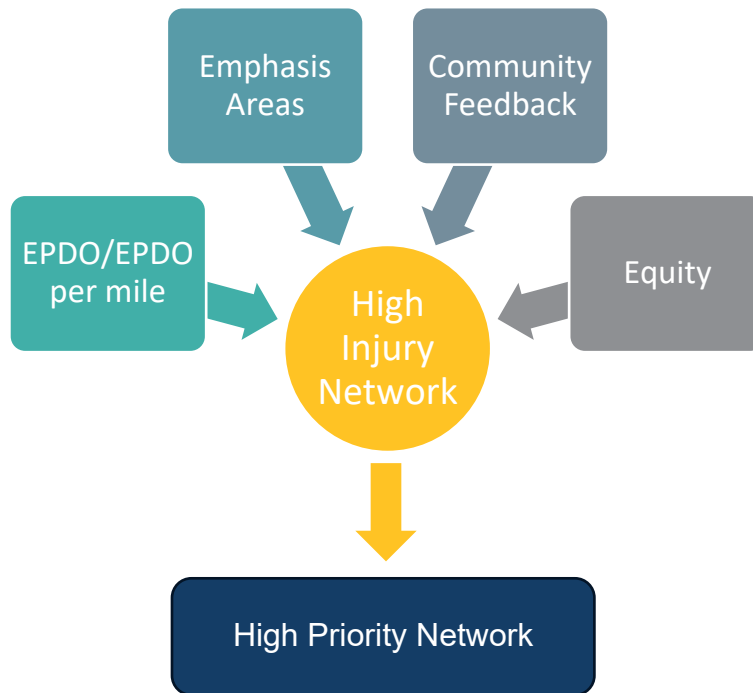 Emphasis
Areas
Community
Feedback
EPDO/EPDO
per mile
Equity
High
Injury
Network
High Priority Network